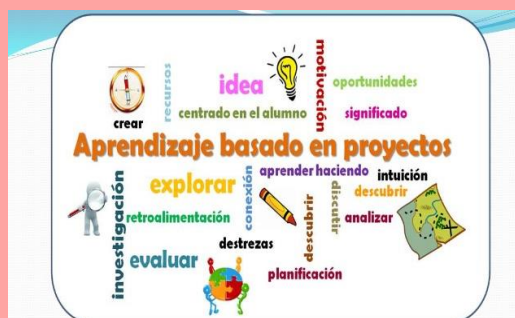 recursos
idea
motivación
oportunidades
crear
centrado en el alumno
significado
Aprendizaje basado en proyectos
investigación
explorar
conexión
aprender haciendo
intuición
discutir
descubrir
retroalimentación
descubrir
analizar
destrezas
evaluar
planificación